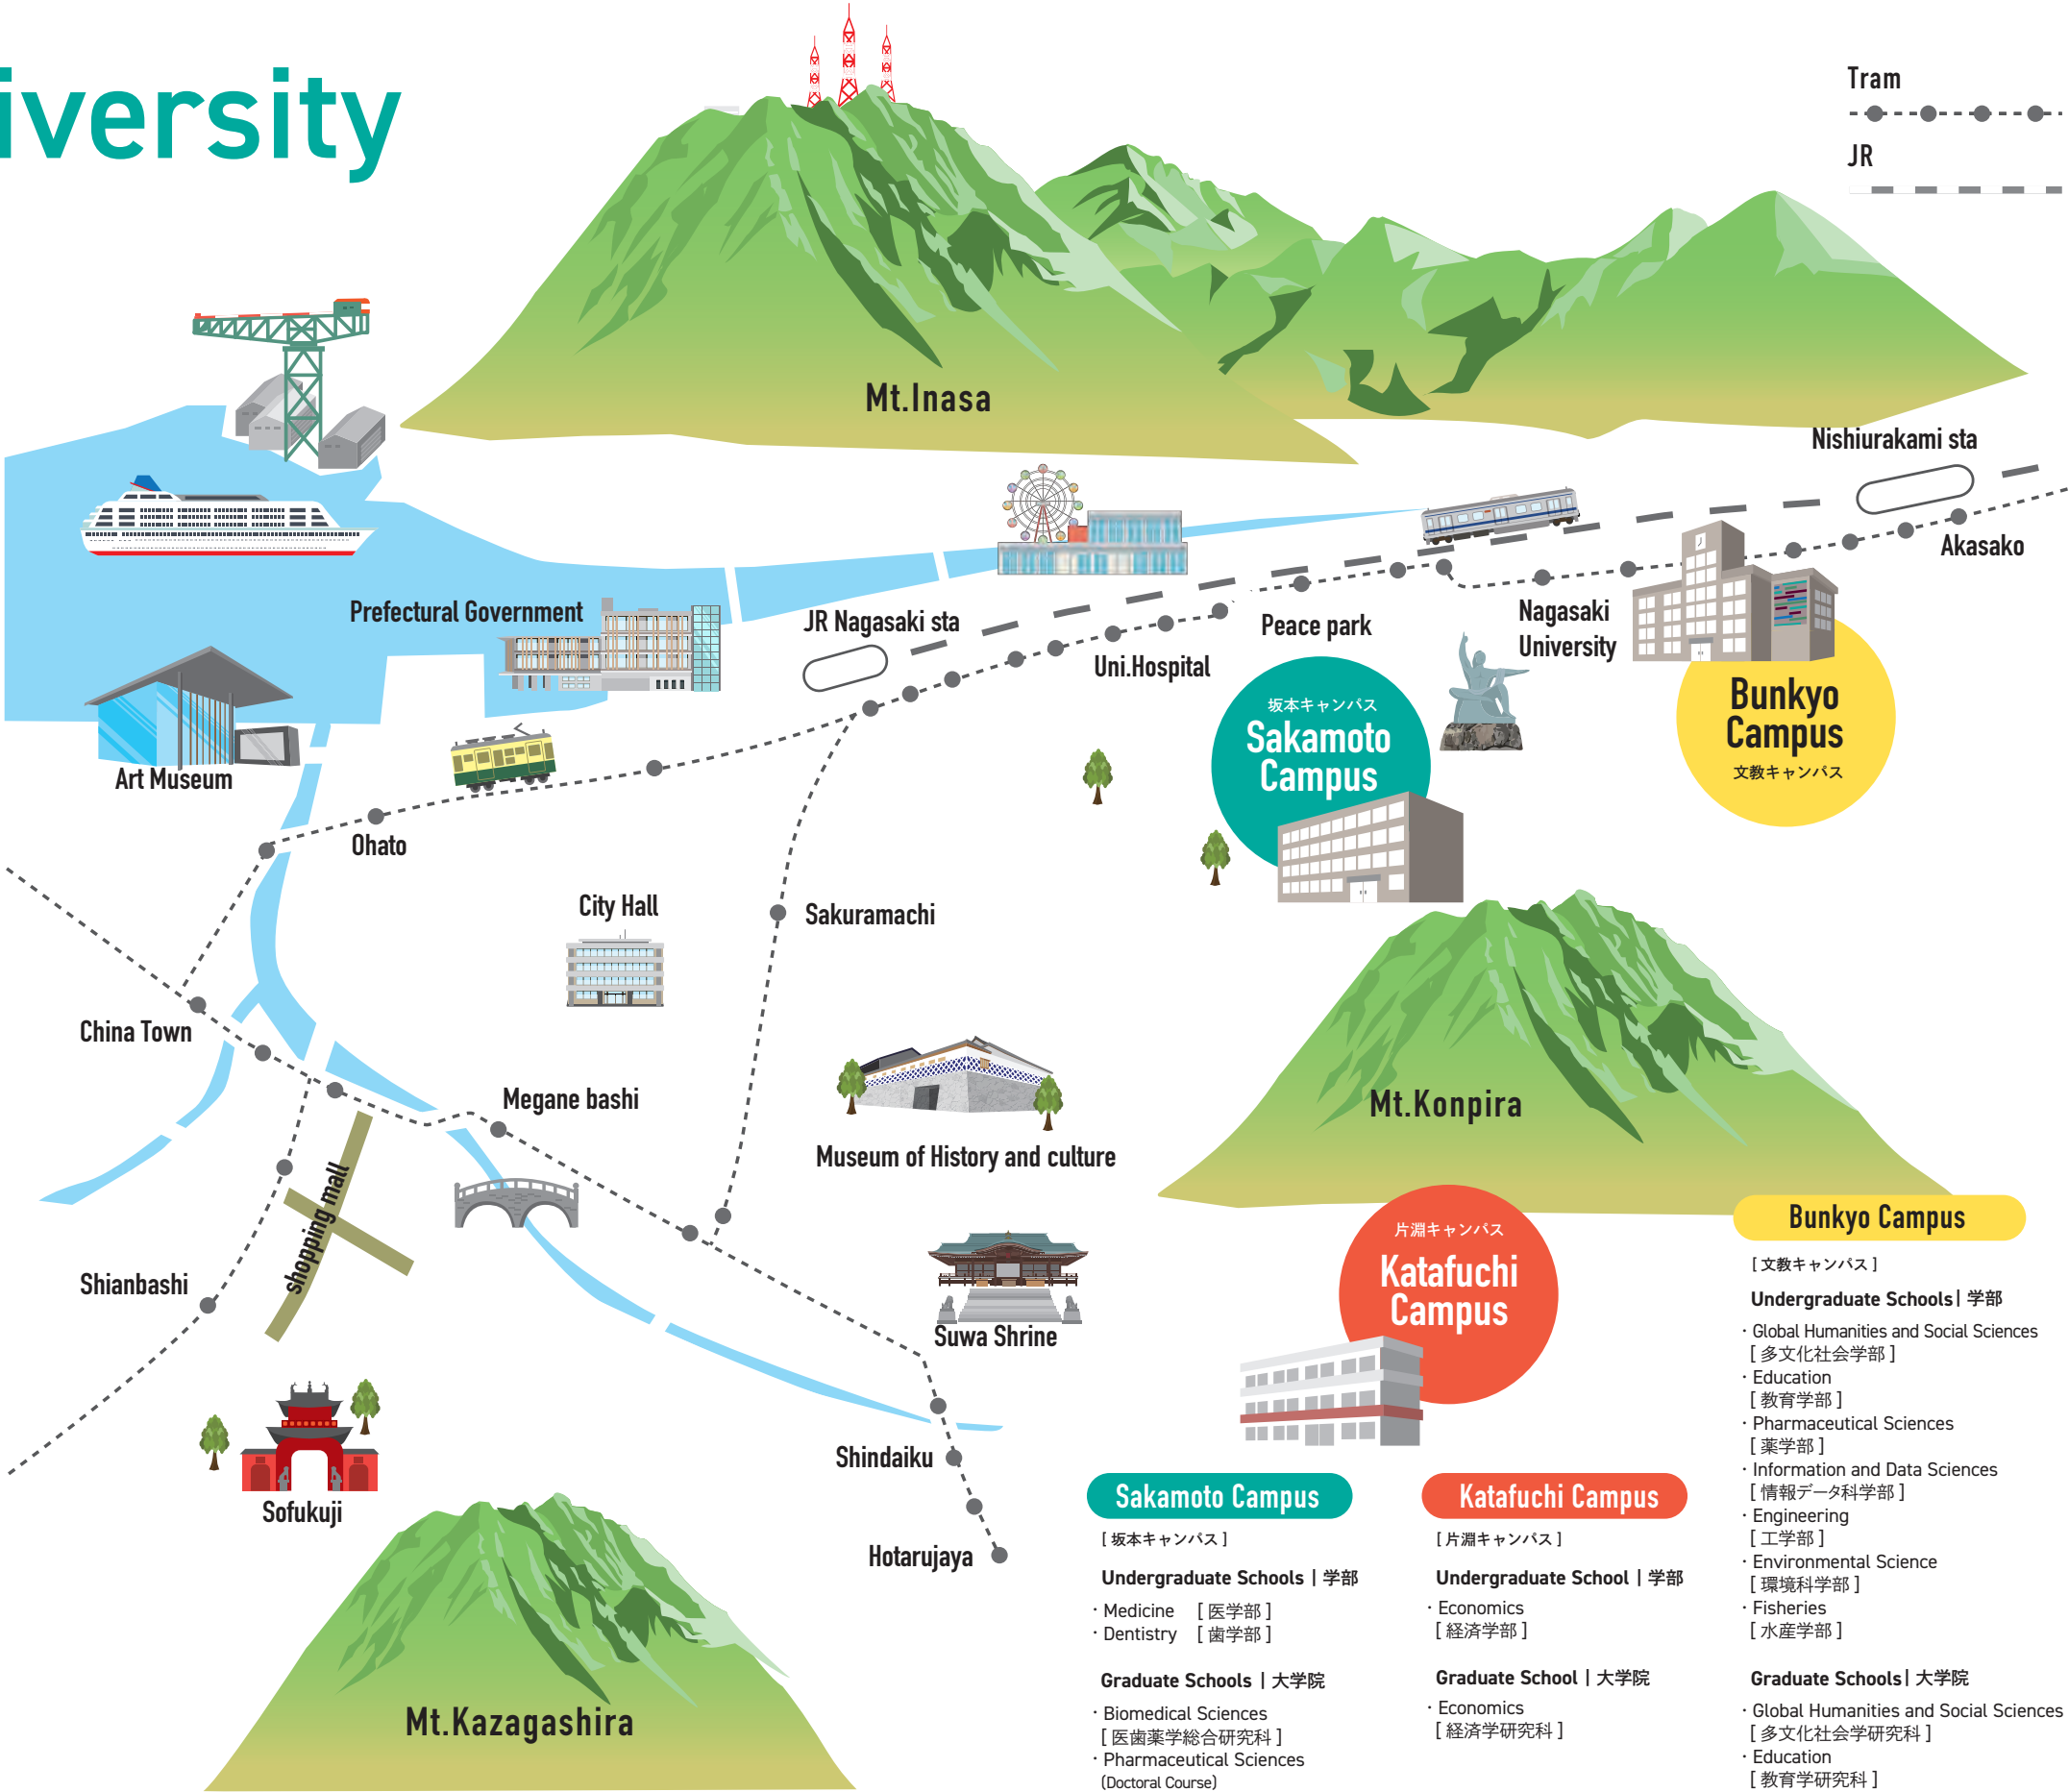 iversity
Tram
JR
Mt.Inasa
Nishiurakami sta
Akasako
Prefectural Government
JR Nagasaki sta
Uni.Hospital
Peace park
Nagasaki
University
坂本キャンパス
Sakamoto
Campus
Bunkyo
Campus
文教キャンパス
Art Museum
Ohato
City Hall
Sakuramachi
China Town
Megane bashi
Museum of History and culture
Mt.Konpira
shopping mall
Shianbashi
Suwa Shrine
片淵キャンパス
Katafuchi
Campus
Sofukuji
Shindaiku
Hotarujaya
Mt.Kazagashira
Sakamoto Campus
[ 坂本キャンパス ]
Undergraduate Schools | 学部
· Medicine [ 医学部 ]
· Dentistry [ 歯学部 ]
Graduate Schools | 大学院
· Biomedical Sciences
[ 医歯薬学総合研究科 ]
· Pharmaceutical Sciences
(Doctoral Course)
Katafuchi Campus
[ 片淵キャンパス ]
Undergraduate School | 学部
· Economics
[ 経済学部 ]
Graduate School | 大学院
· Economics
[ 経済学研究科 ]
Bunkyo Campus
[ 文教キャンパス ]
Undergraduate Schools | 学部
· Global Humanities and Social Sciences
[ 多文化社会学部 ]
· Education
[ 教育学部 ]
· Pharmaceutical Sciences
[ 薬学部 ]
· Information and Data Sciences
[ 情報データ科学部 ]
· Engineering
[ 工学部 ]
· Environmental Science
[ 環境科学部 ]
· Fisheries
[ 水産学部 ]
Graduate Schools | 大学院
· Global Humanities and Social Sciences
[ 多文化社会学研究科 ]
· Education
[ 教育学研究科 ]